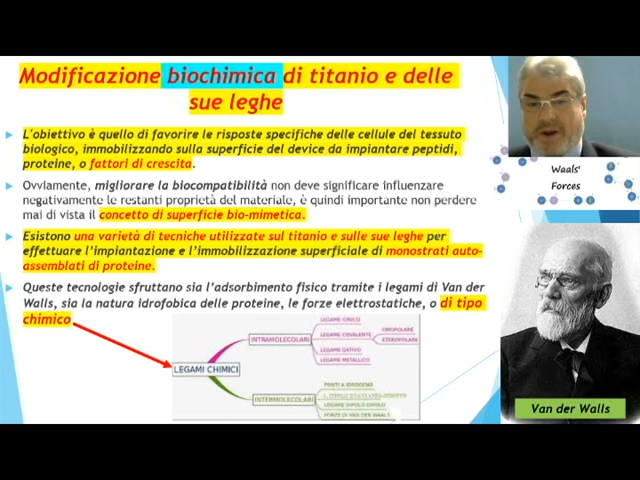 Modificazione biochimica di titanio e delle
sue leghe
L'obiettivo è quello di favorire le risposte specifiche delle cellule del tessuto
biologico, immobilizzando sulla superficie del device da impiantare peptidi,
proteine, o fattori di crescita.
Ovviamente, migliorare la biocompatibilità non deve significare influenzare
negativamente le restanti proprietà del materiale, è quindi importante non perdere
mai di vista il concetto di superficie bio-mimetica.
Esistono una varietà di tecniche utilizzate sul titanio e sulle sue leghe per
effettuare l'impiantazione e l'immobilizzazione superficiale di monostrati auto-
assemblati di proteine.
Queste tecnologie sfruttano sia l'adsorbimento fisico tramite i legami di Van der
Walls, sia la natura idrofobica delle proteine, le forze elettrostatiche, o di tipo
chimico
LEGAMI CHIMICI
INTRAMOLECOLARI
LEGAME IONICO
LEGAME COVALENTE
OMOPOLARE
ETEROPOLARE
LEGAME DATIVO
LEGAME METALLICO
INTERMOLECOLARI
PONTI A IDROGENO
LEGAME DIPOLO-DIPOLO
FORZE DI VAN DER WAALS
Waals'
Forces
Van der Walls